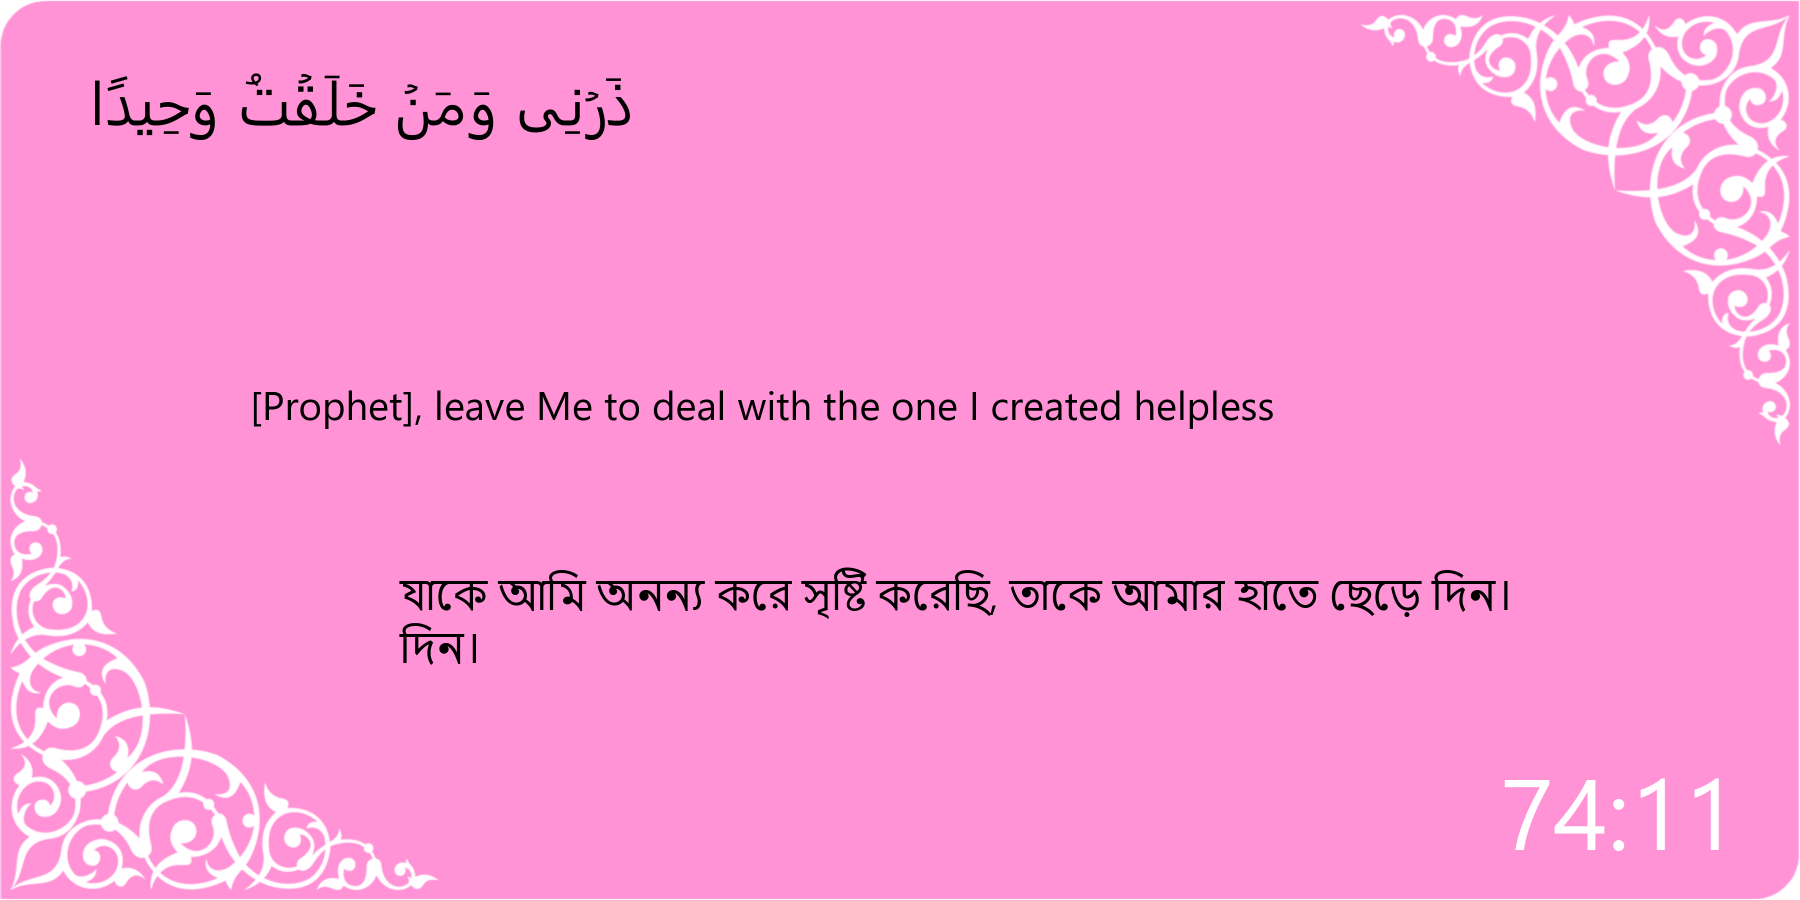 ذَرْنِى وَمَنْ خَلَقْتُ وَحِيدًا
[Prophet], leave Me to deal with the one I created helpless
যাকে আমি অনন্য করে সৃষ্টি করেছি, তাকে আমার হাতে ছেড়ে দিন।
দিন।
74:11